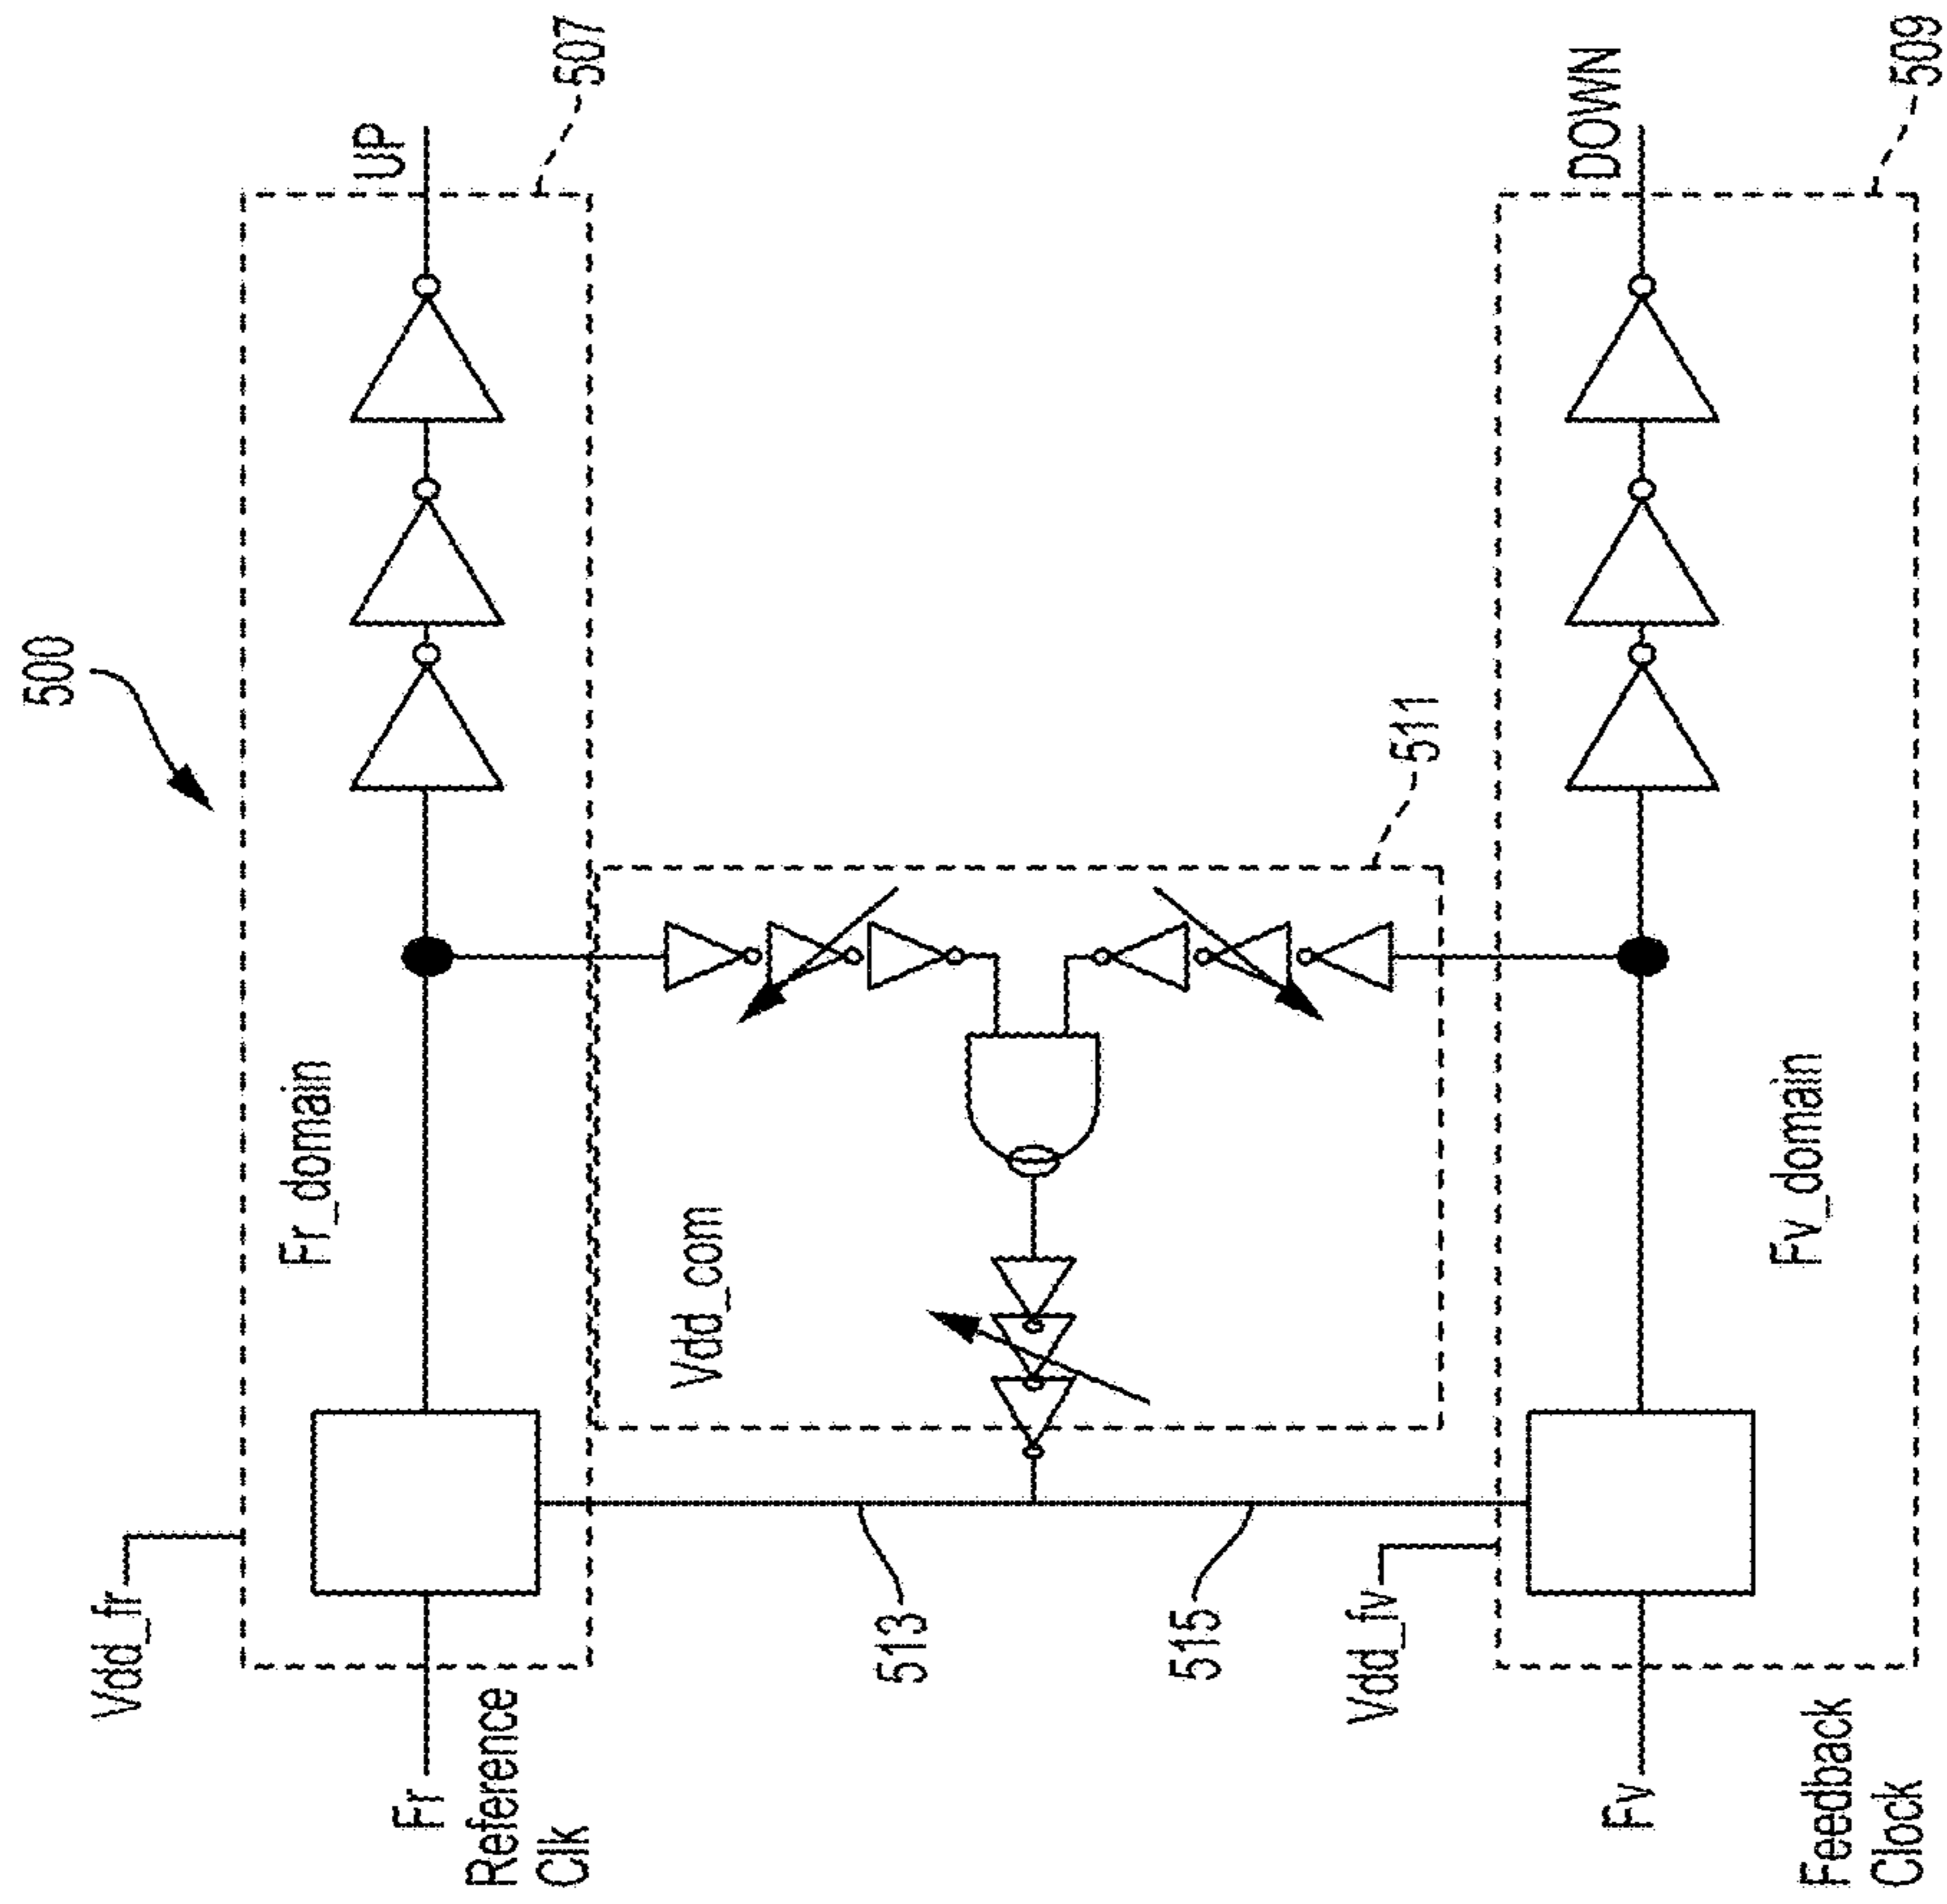 500
507
UP
Vdd_fr
Fr_domain
Fr
Reference
Clk
Vdd_com
511
513
515
Vdd_fv
DOWN
509
Fv_domain
Fv
Feedback
Clock